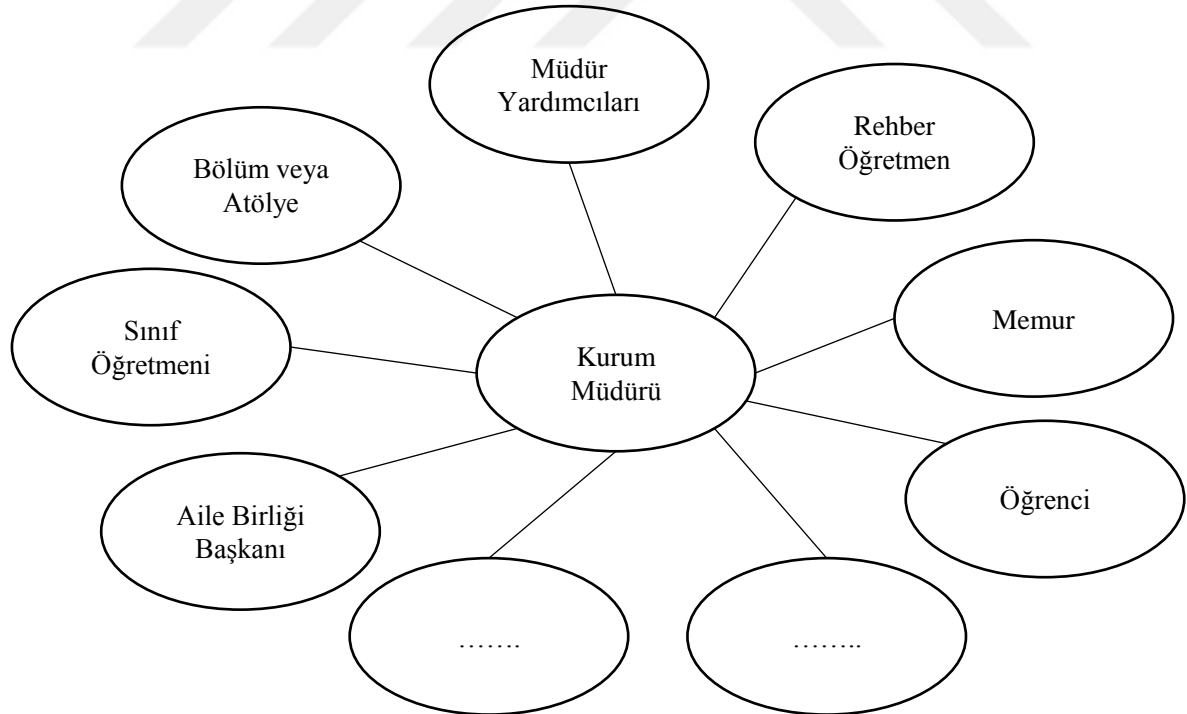 Müdür
Yardımcıları
Rehber
Öğretmen
Bölüm veya
Atölye
Memur
Sınıf
Öğretmeni
Kurum
Müdürü
Öğrenci
Aile Birliği
Başkanı
…….
……..